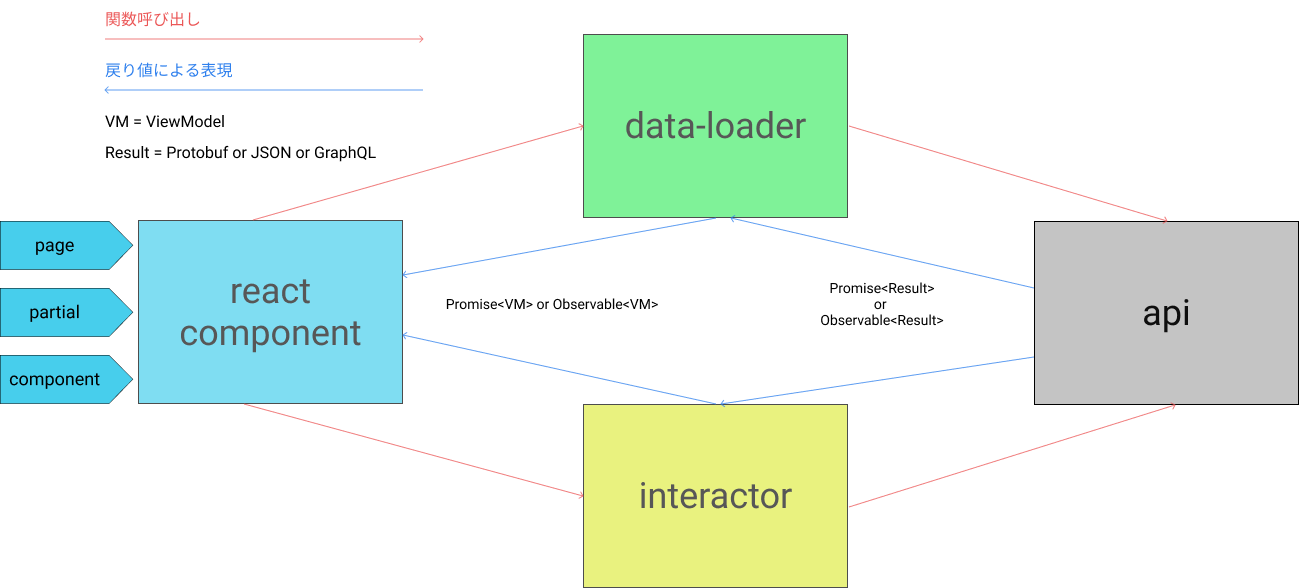 関数呼び出し
戻り値による表現
VM = ViewModel
Result = Protobuf or JSON or GraphQL
data-loader
page
partial
component
react
component
Promise<VM> or Observable<VM>
Promise<Result>
or
Observable<Result>
api
interactor